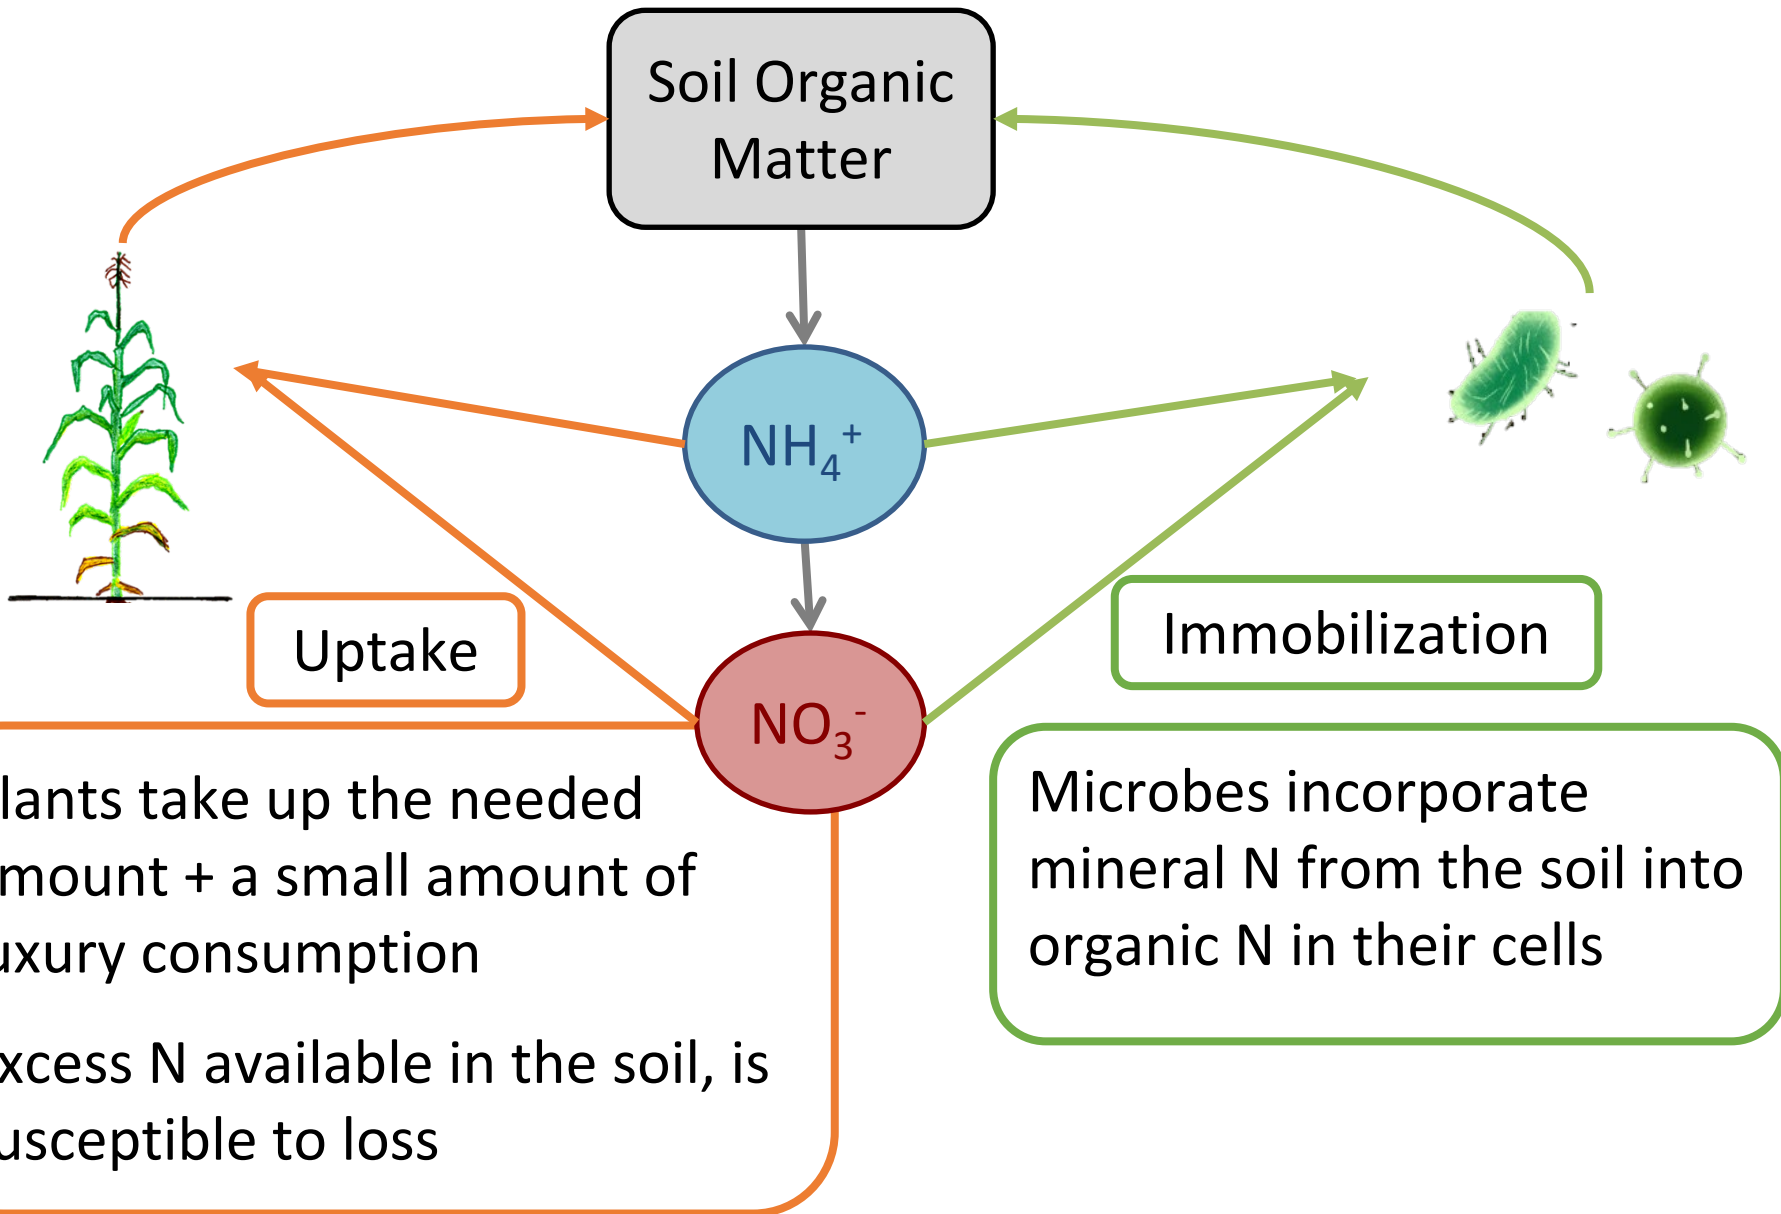 Soil Organic
Matter
NH₄⁺
Uptake
Immobilization
NO₃⁻
lants take up the needed
mount + a small amount of
uxury consumption
xcess N available in the soil, is
usceptible to loss
Microbes incorporate
mineral N from the soil into
organic N in their cells